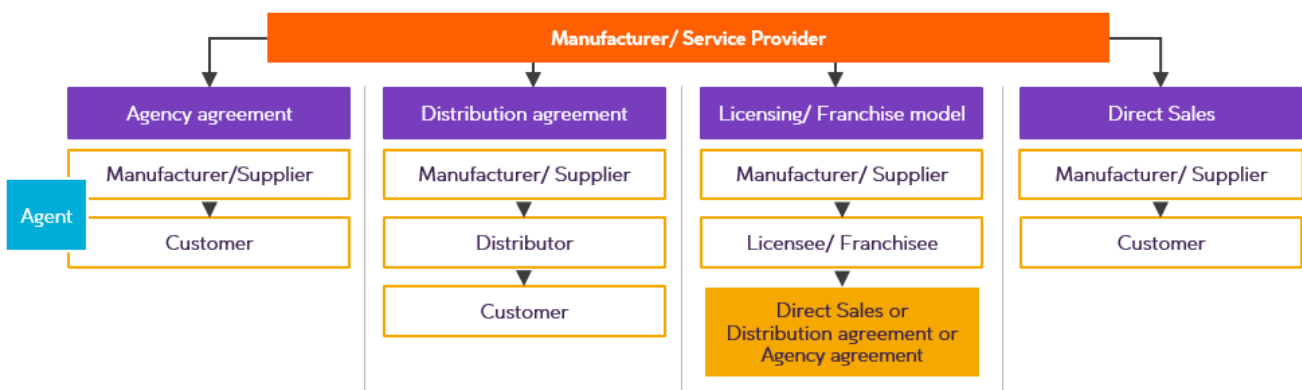 Manufacturer/ Service Provider
Agency agreement
Manufacturer/Supplier
Agent
Customer
Distribution agreement
Manufacturer/ Supplier
Distributor
Customer
Licensing/ Franchise model
Manufacturer/ Supplier
Licensee/ Franchisee
Direct Sales or
Distribution agreement or
Agency agreement
Direct Sales
Manufacturer/ Supplier
Customer